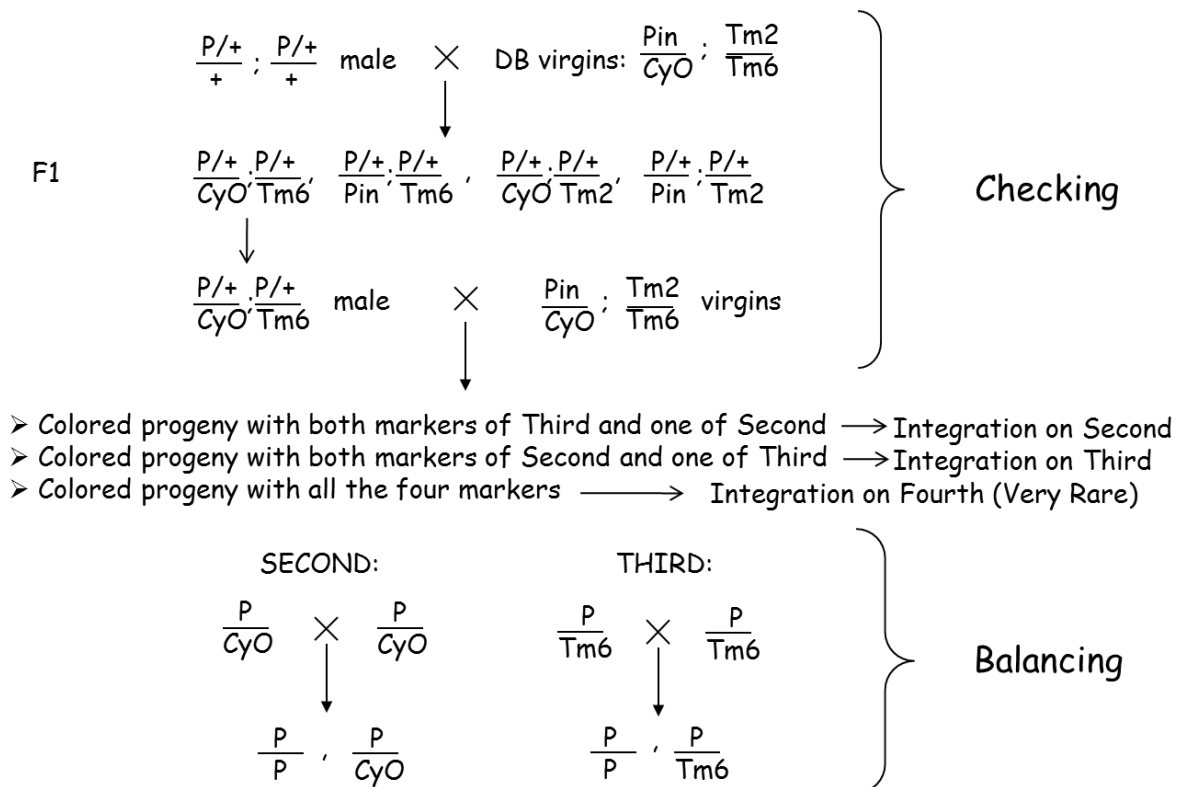 P/+ P/+ Pin Tm2
; male × DB virgins: ;
+ + CyO Tm6
P/+ P/+ P/+ P/+ P/+ P/+ P/+ P/+
F1 ; , ; , ; , ; Checking
CyO Tm6 Pin Tm6 CyO Tm2 Pin Tm2
P/+ P/+ Pin Tm2
; male × ; virgins
CyO Tm6 CyO Tm6
➢ Colored progeny with both markers of Third and one of Second → Integration on Second
➢ Colored progeny with both markers of Second and one of Third → Integration on Third
➢ Colored progeny with all the four markers → Integration on Fourth (Very Rare)
SECOND: THIRD:
P P P P
× ×
CyO CyO Tm6 Tm6
Balancing
P P P P
, ,
P CyO P Tm6